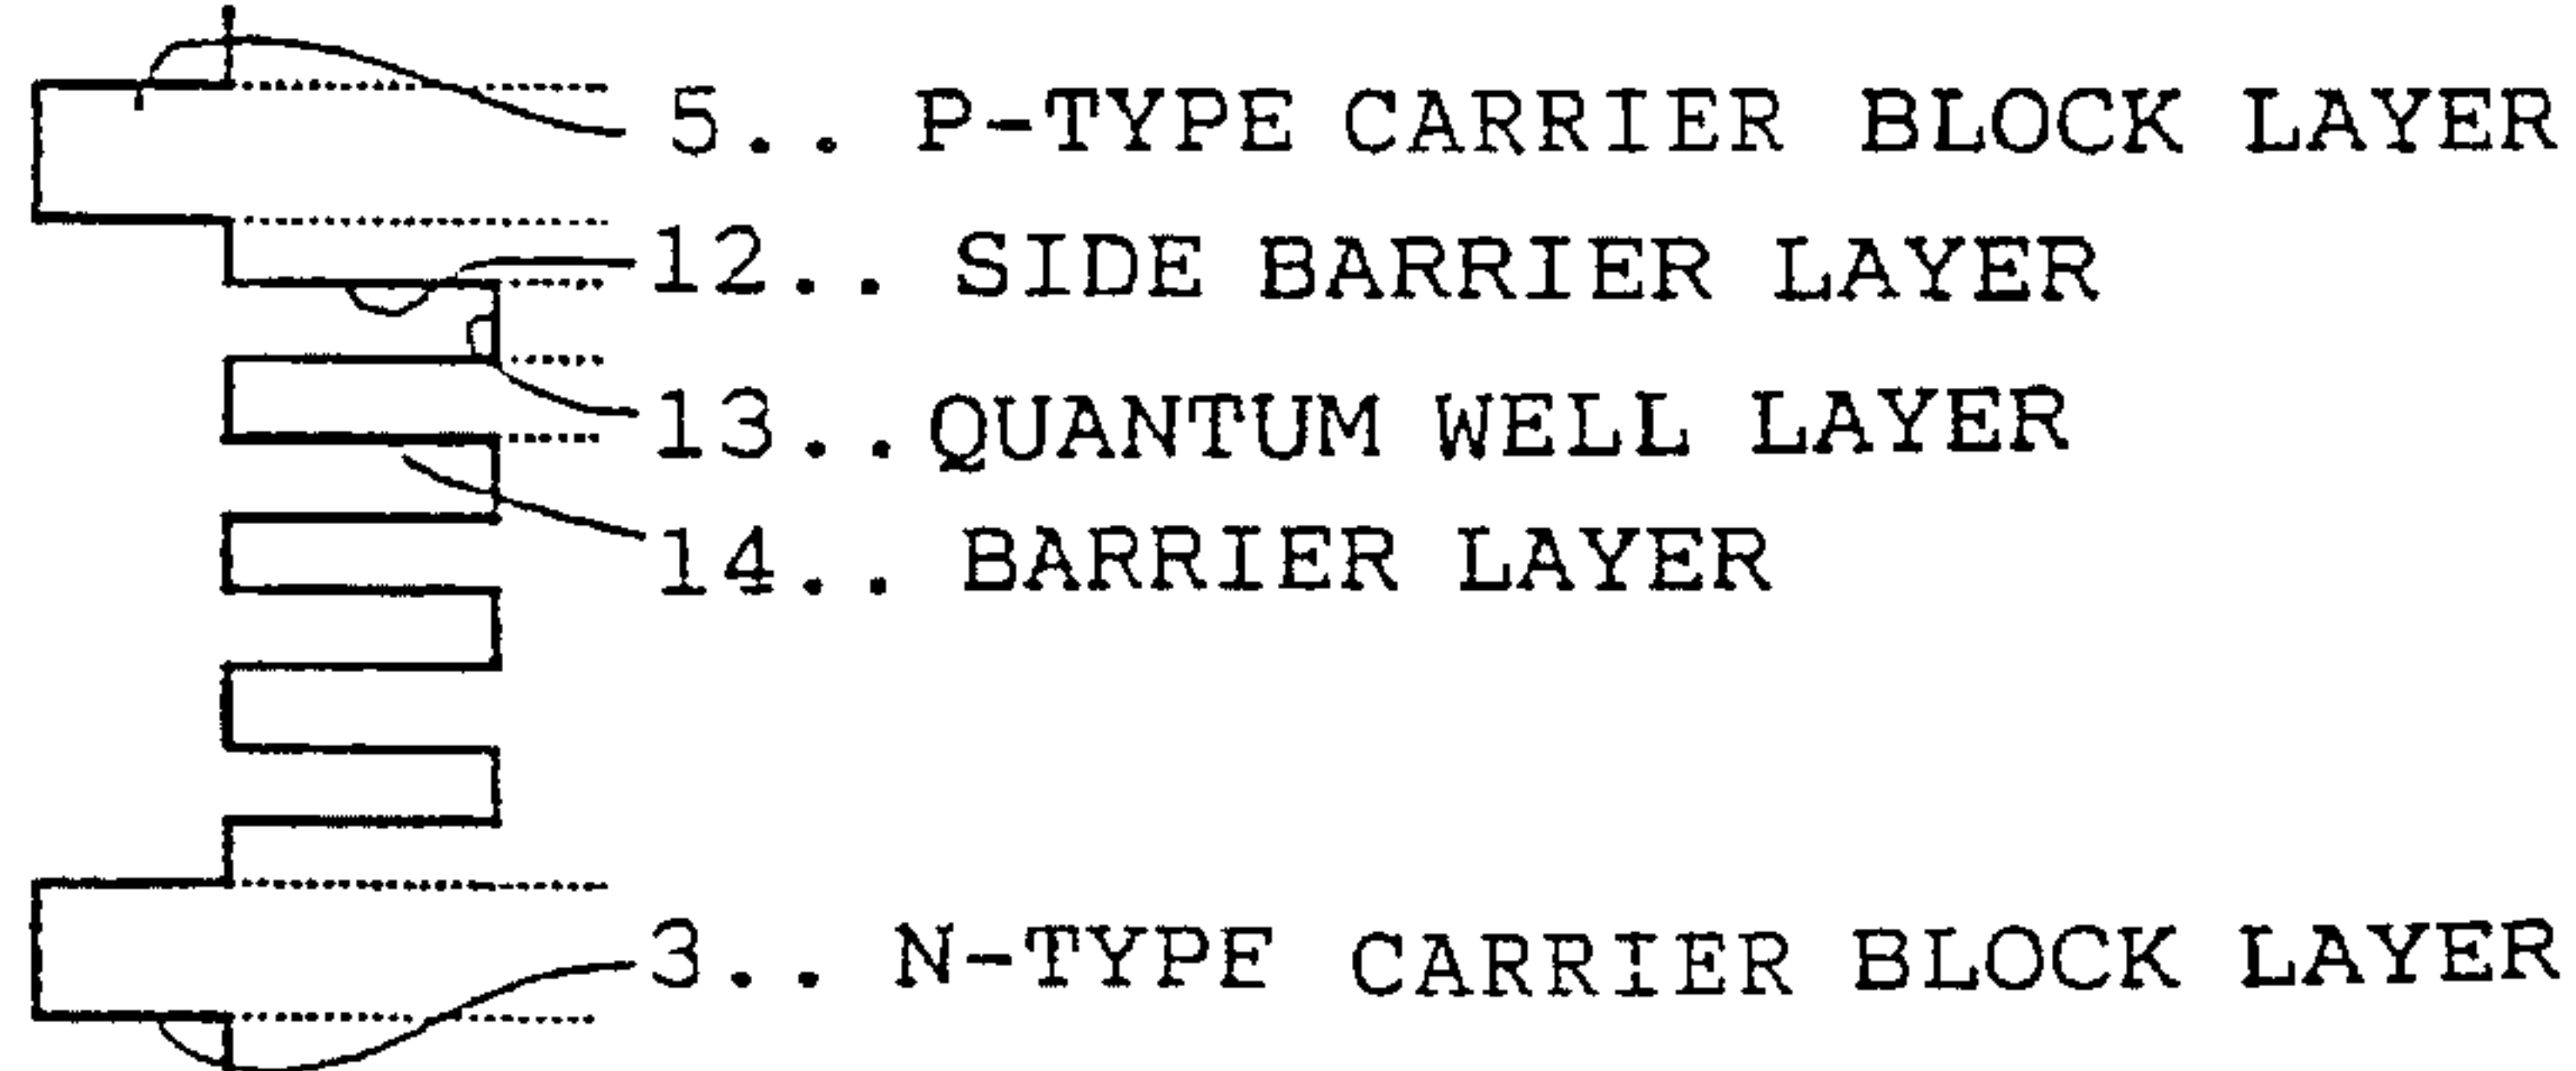 5.. P-TYPE CARRIER BLOCK LAYER
12.. SIDE BARRIER LAYER
13.. QUANTUM WELL LAYER
14.. BARRIER LAYER
3.. N-TYPE CARRIER BLOCK LAYER